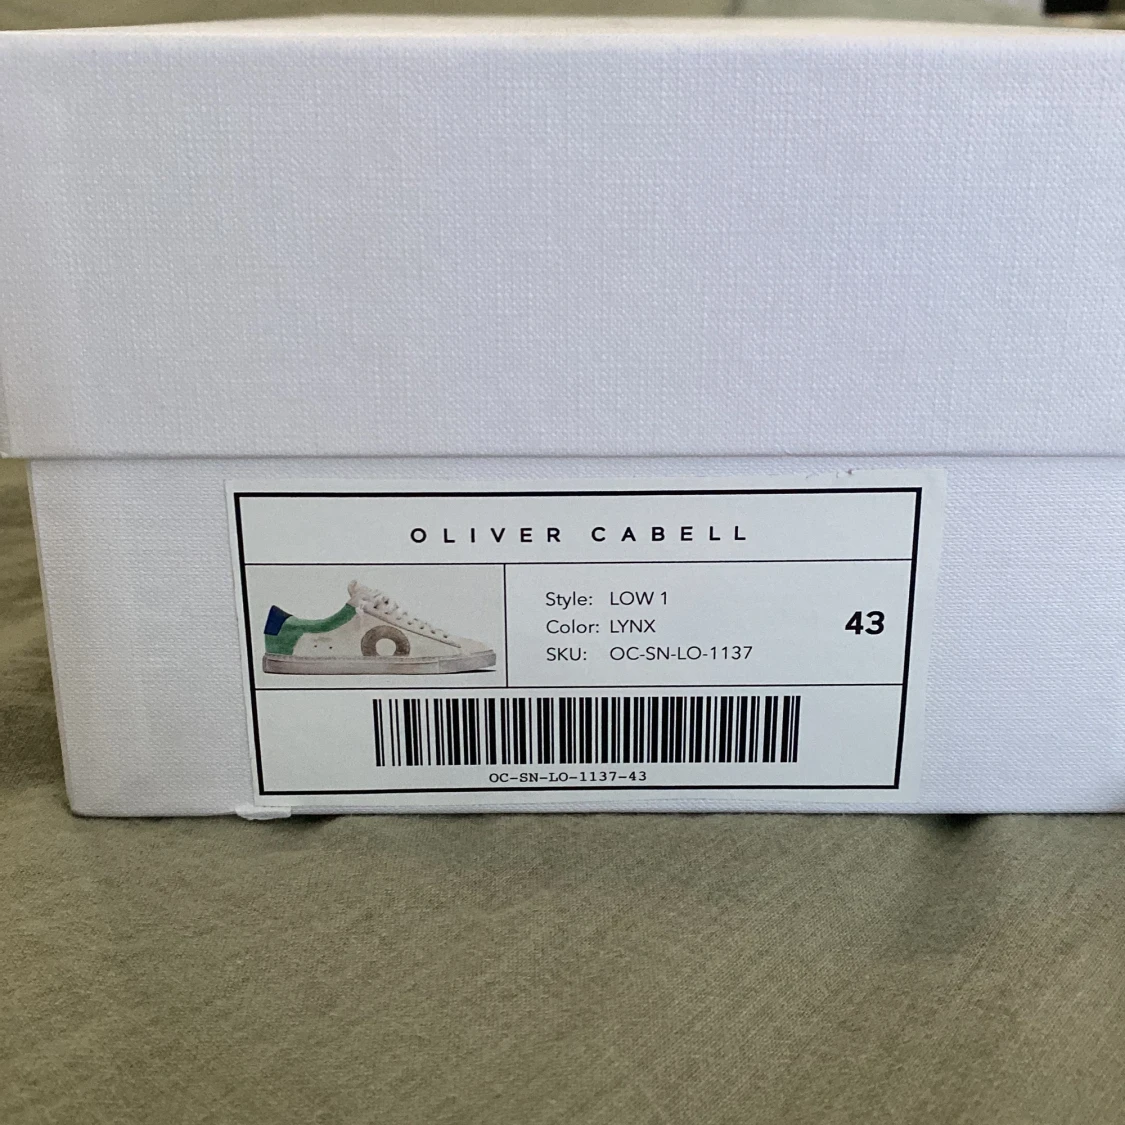 OLIVER CABELL
Style: LOW 1
Color: LYNX
SKU: OC-SN-LO-1137
43
OC-SN-LO-1137-43